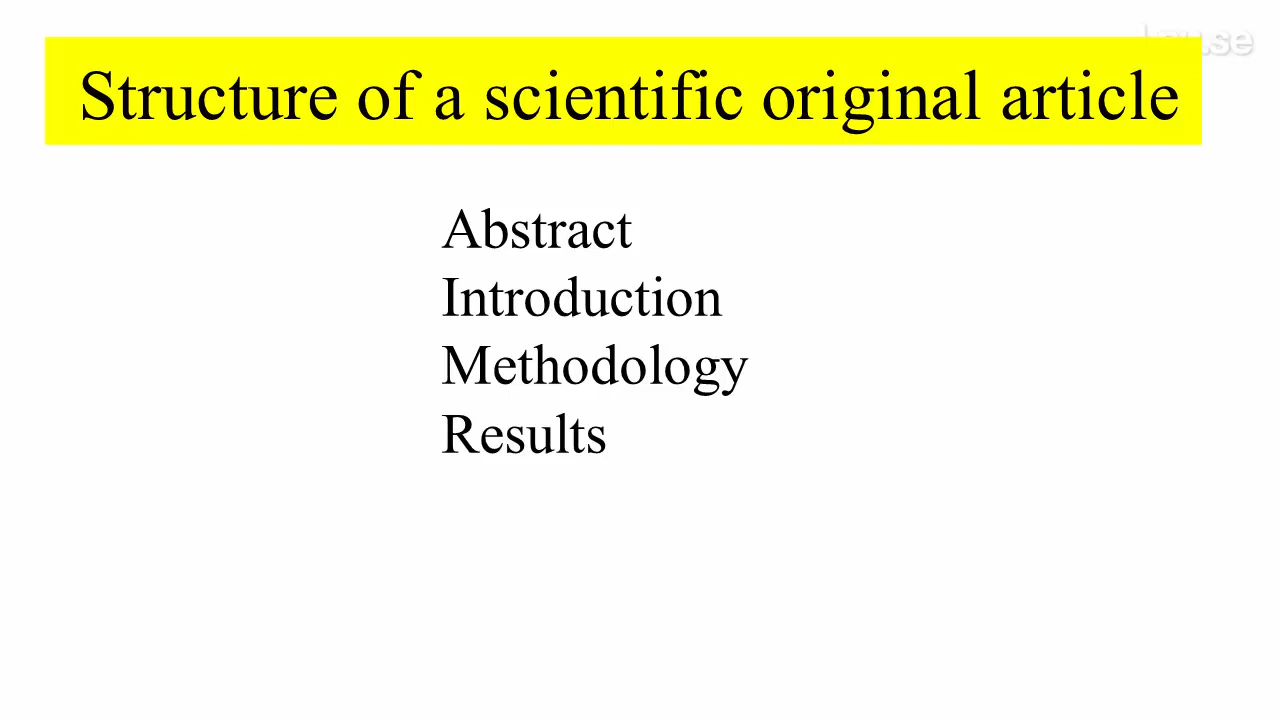 Structure of a scientific original article
Abstract
Introduction
Methodology
Results